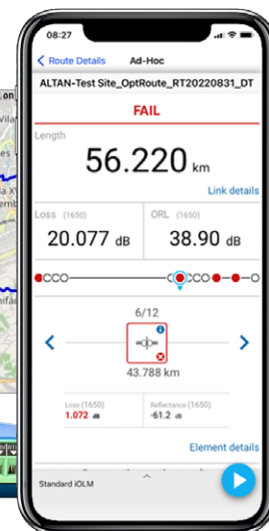 08:27
Route Details Ad-Hoc
ALTAN-Test Site_OptRoute_RT20220831_DT
FAIL
Length
56.220 km
Link details
Loss (1650) ORL (1650)
20.077 dB 38.90 dB
6/12
43.788 km
Loss (1650) Reflectance (1650)
1.072 dB -61.2 dB
Element details
Standard iOLM